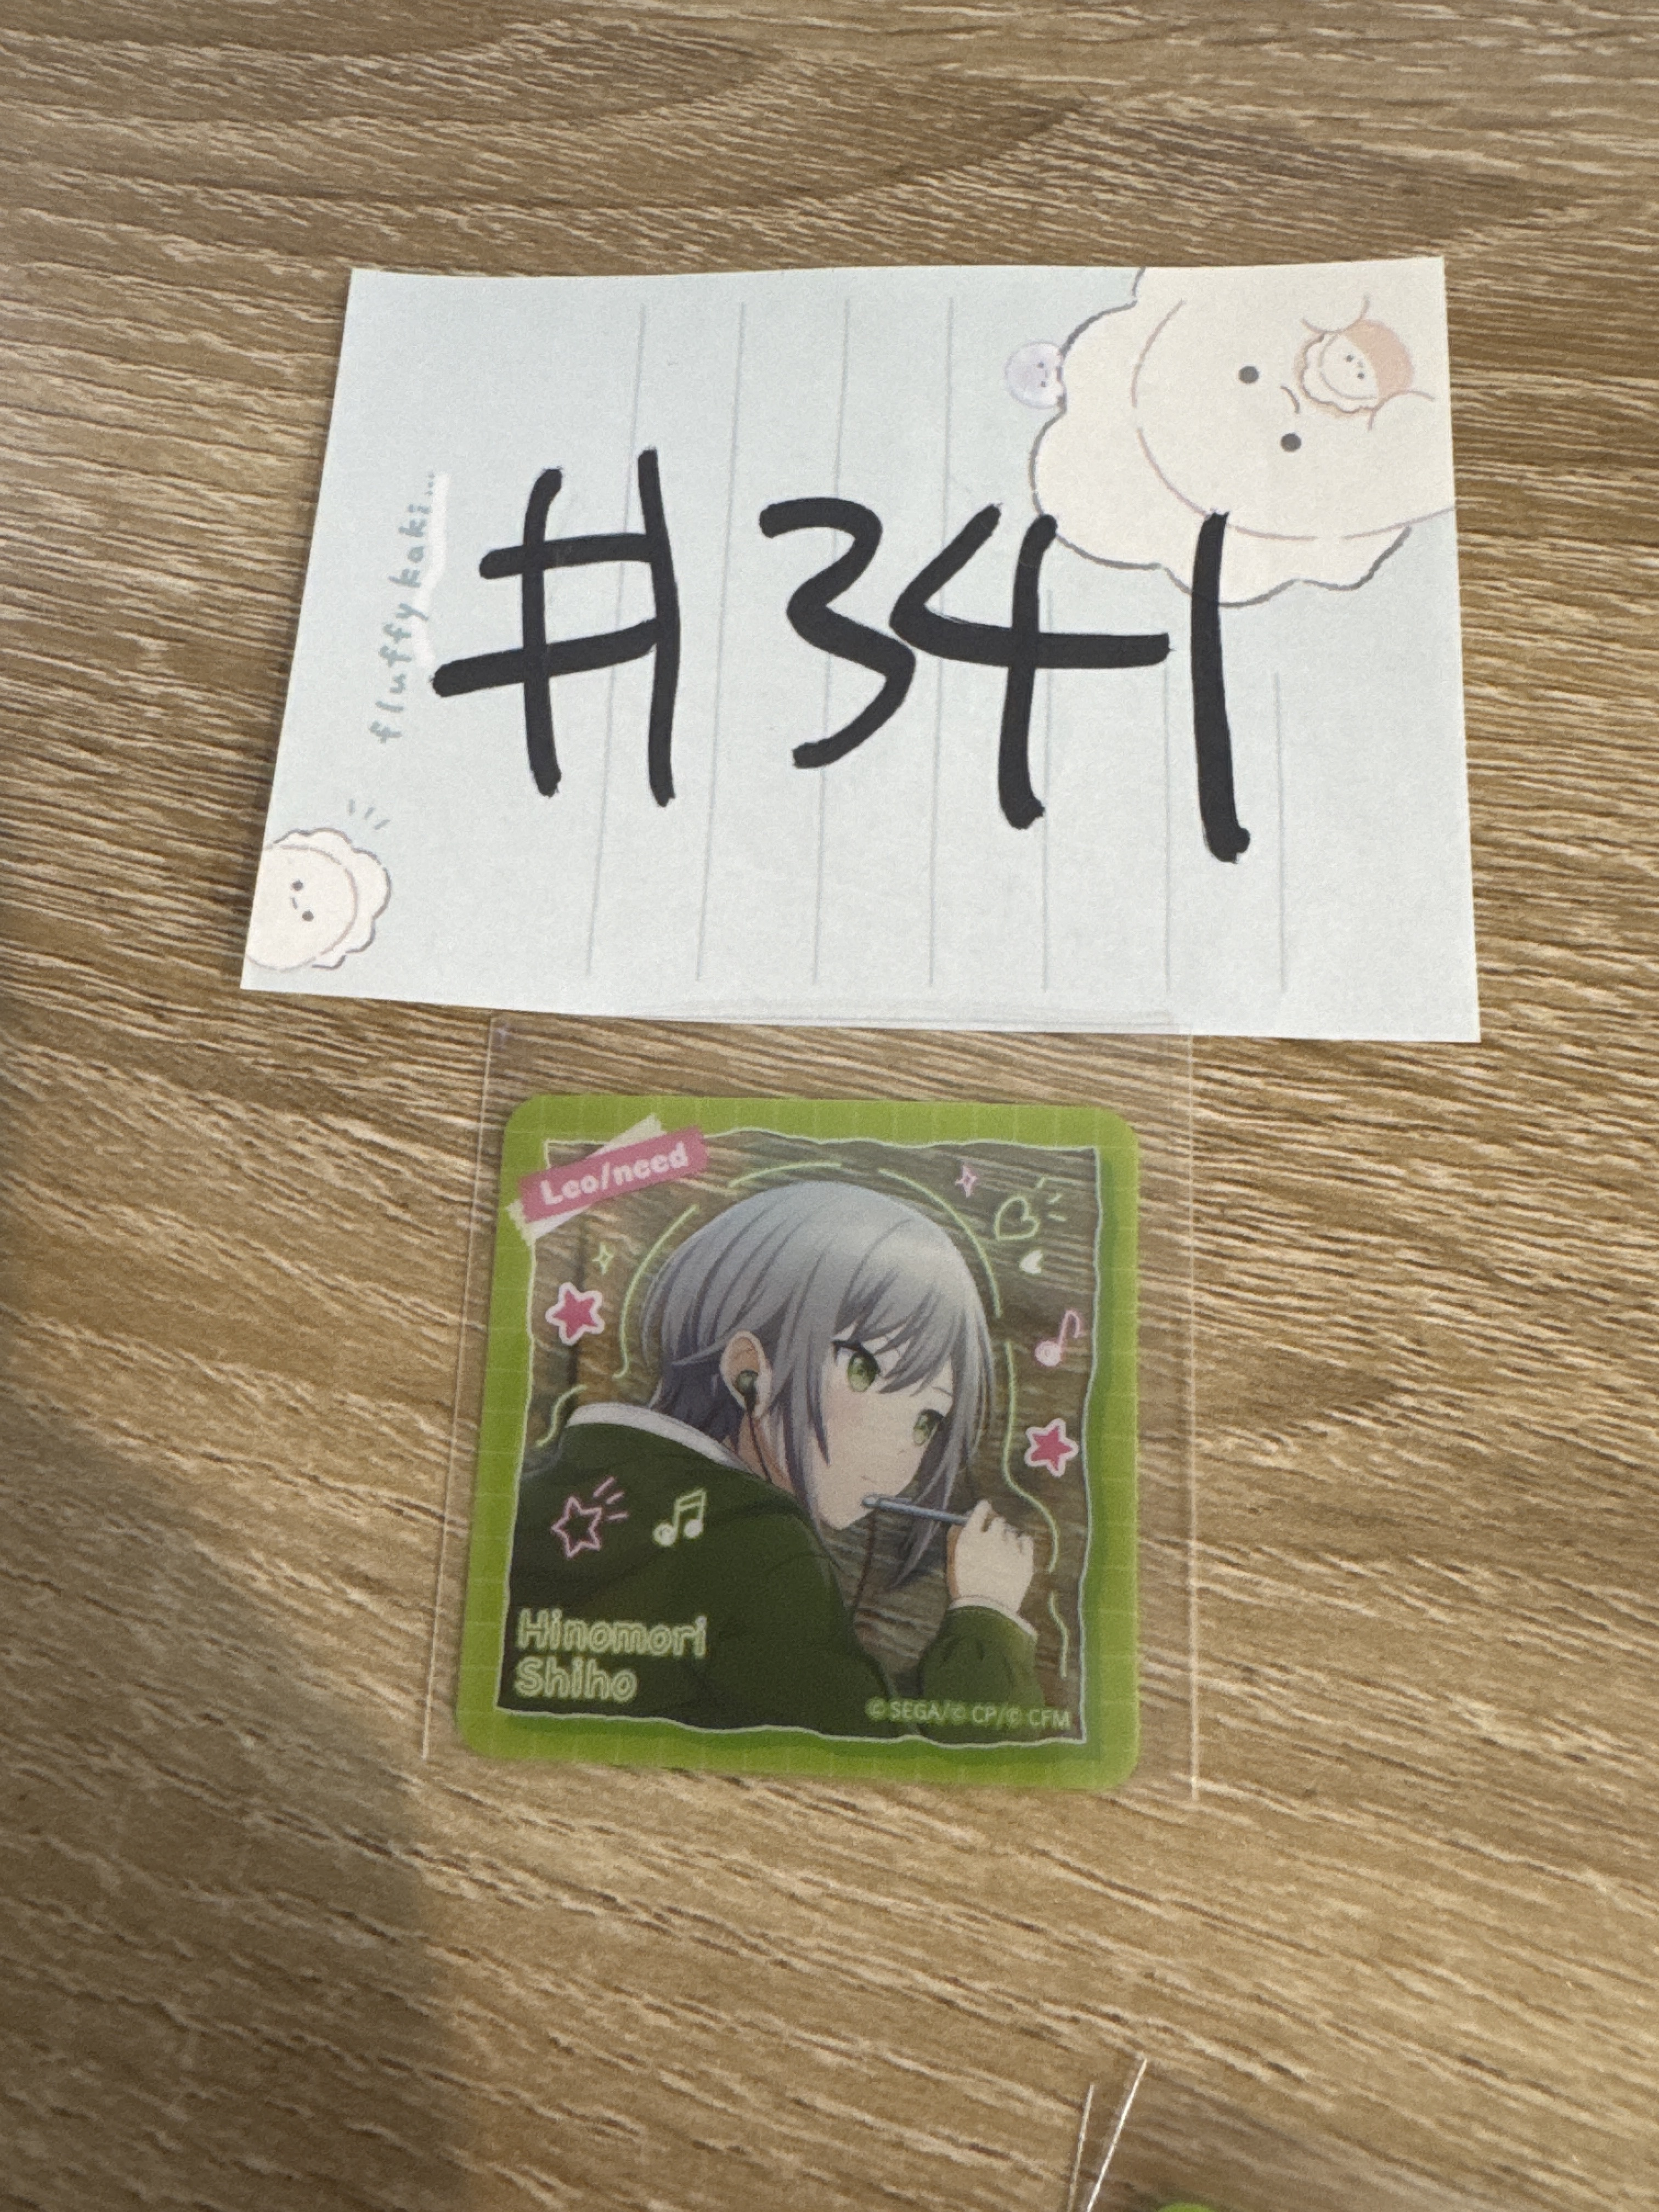 fluffy kaki...
#341
Leo/need
Hinomori
Shiho
© SEGA/© CP/© CFM